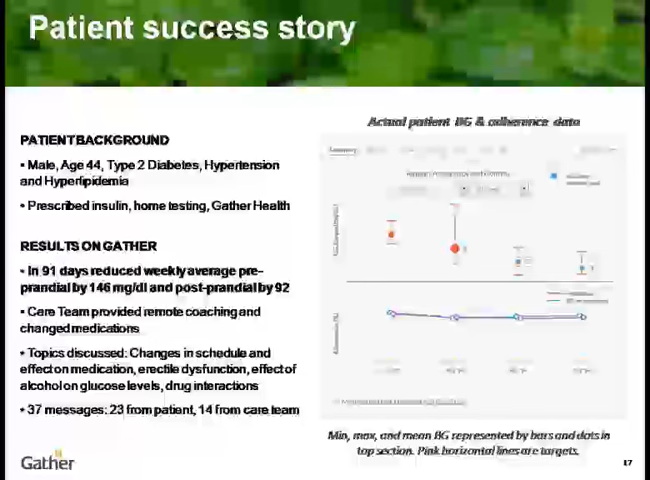 Patient success story
PATIENT BACKGROUND
• Male, Age 44, Type 2 Diabetes, Hypertension
and Hyperlipidemia
• Prescribed insulin, home testing, Gather Health
RESULTS ON GATHER
• In 91 days reduced weekly average pre-
prandial by 146 mg/dl and post-prandial by 92
• Care Team provided remote coaching and
changed medications
• Topics discussed: Changes in schedule and
effect on medication, erectile dysfunction, effect of
alcohol on glucose levels, drug interactions
• 37 messages: 23 from patient, 14 from care team
Gather
Actual patient BG & adherence data
Min, max, and mean BG represented by bars and dots in
top section. Pink horizontal lines are targets.
17